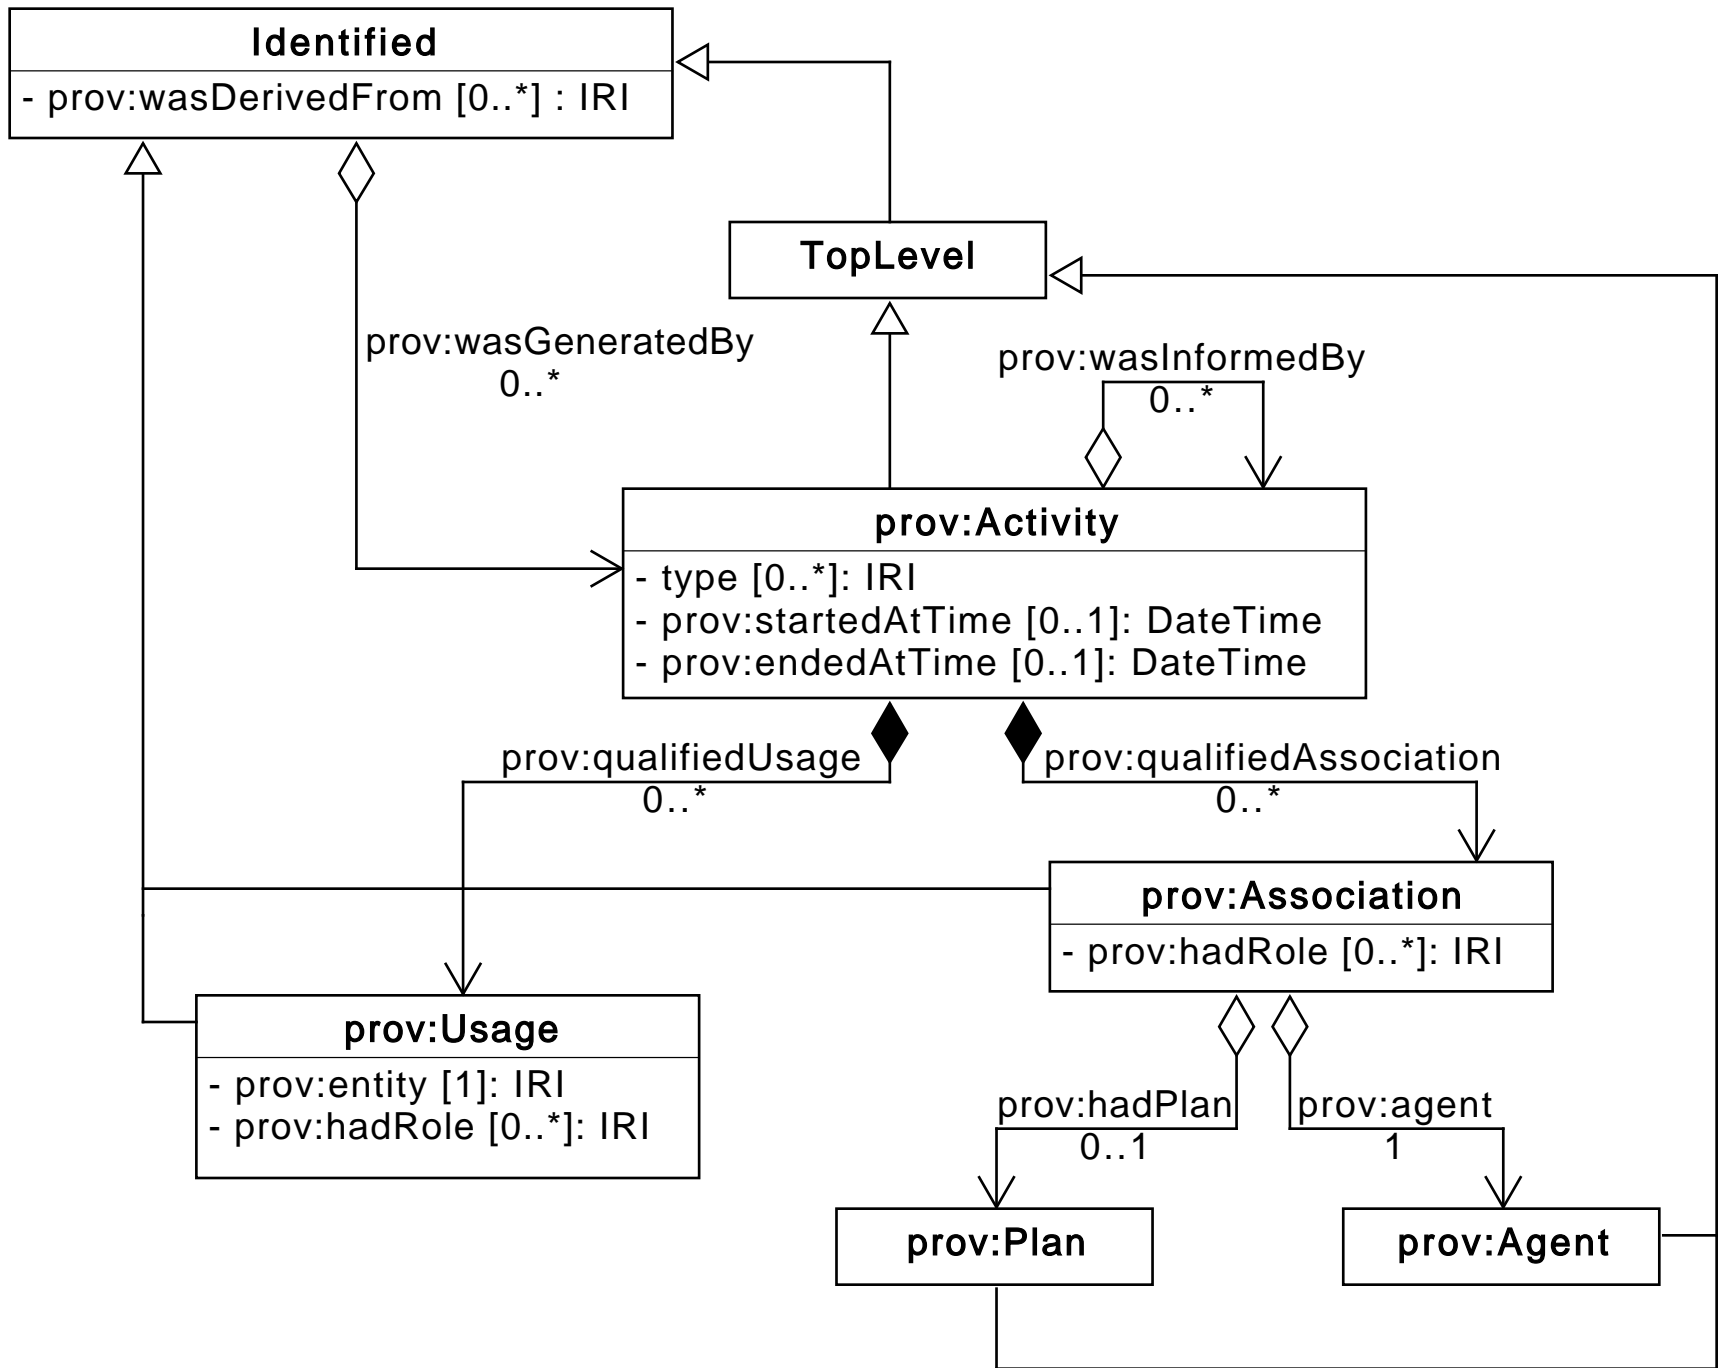 Identified
- prov:wasDerivedFrom [0..*] : IRI
TopLevel
prov:wasGeneratedBy
0..*
prov:wasInformedBy
0..*
prov:Activity
- type [0..*]: IRI
- prov:startedAtTime [0..1]: DateTime
- prov:endedAtTime [0..1]: DateTime
prov:qualifiedUsage
0..*
prov:qualifiedAssociation
0..*
prov:Association
- prov:hadRole [0..*]: IRI
prov:Usage
- prov:entity [1]: IRI
- prov:hadRole [0..*]: IRI
prov:hadPlan
0..1
prov:agent
1
prov:Plan
prov:Agent